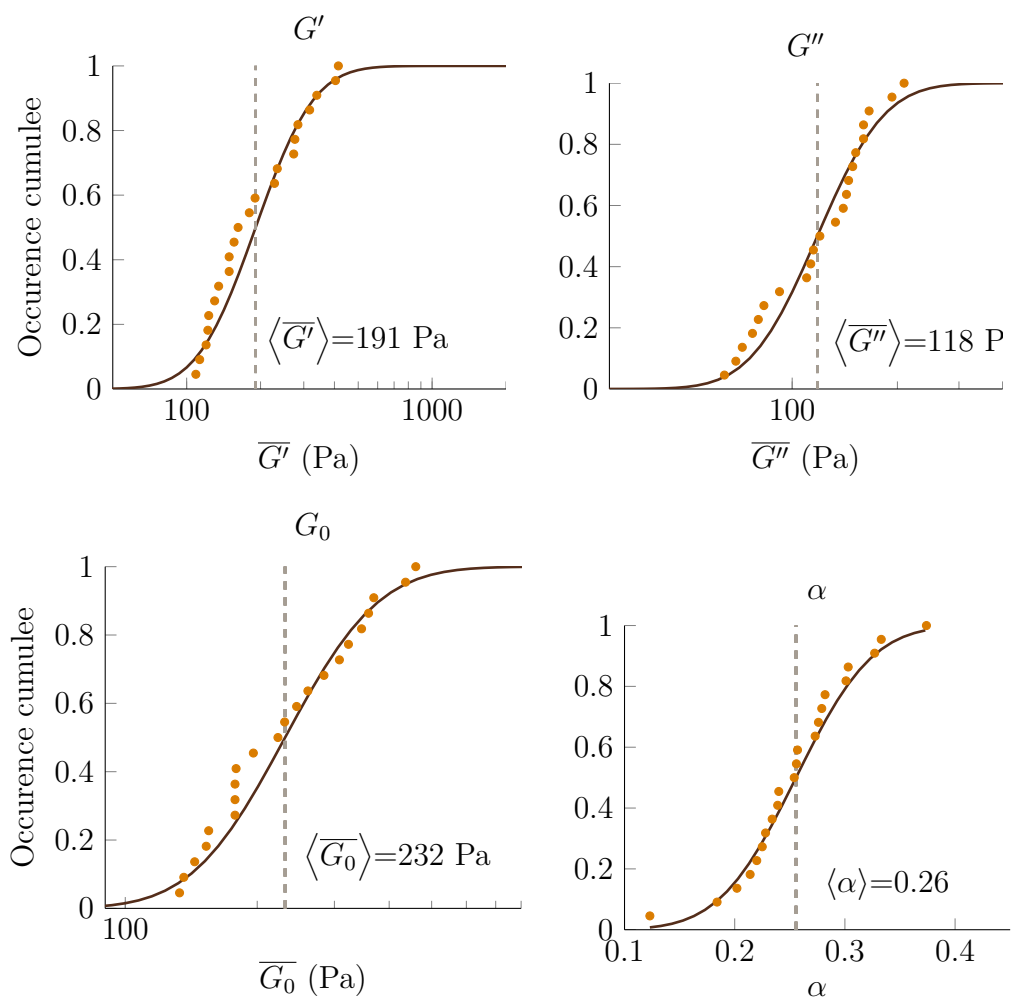 G′
Occurence cumulee
1
0.8
0.6
0.4
0.2
0
⟨G′⟩=191 Pa
100
1000
G′ (Pa)
G″
1
0.8
0.6
0.4
0.2
0
⟨G″⟩=118 P
100
G″ (Pa)
G₀
Occurence cumulee
1
0.8
0.6
0.4
0.2
0
⟨G₀⟩=232 Pa
100
G₀ (Pa)
α
1
0.8
0.6
0.4
0.2
0
⟨α⟩=0.26
0.1
0.2
0.3
0.4
α